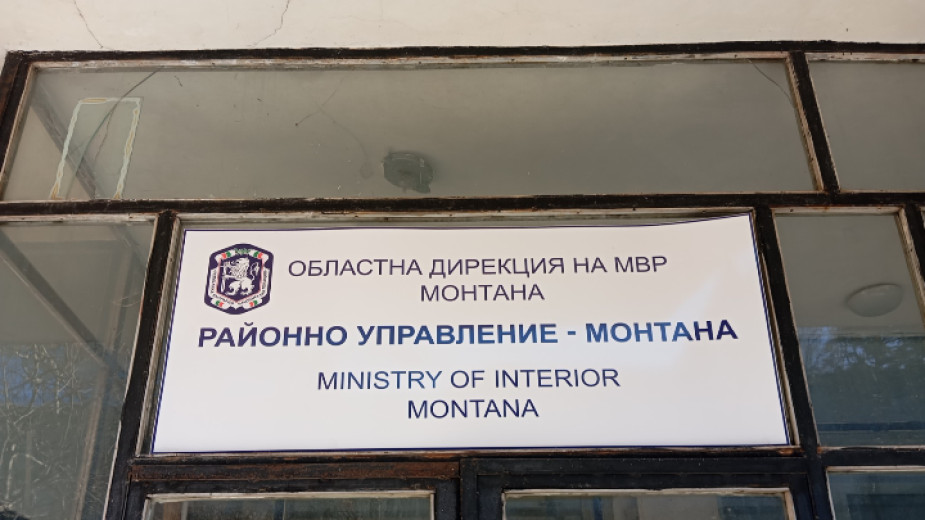 ОБЛАСТНА ДИРЕКЦИЯ НА МВР
МОНТАНА
РАЙОННО УПРАВЛЕНИЕ - МОНТАНА
MINISTRY OF INTERIOR
MONTANA